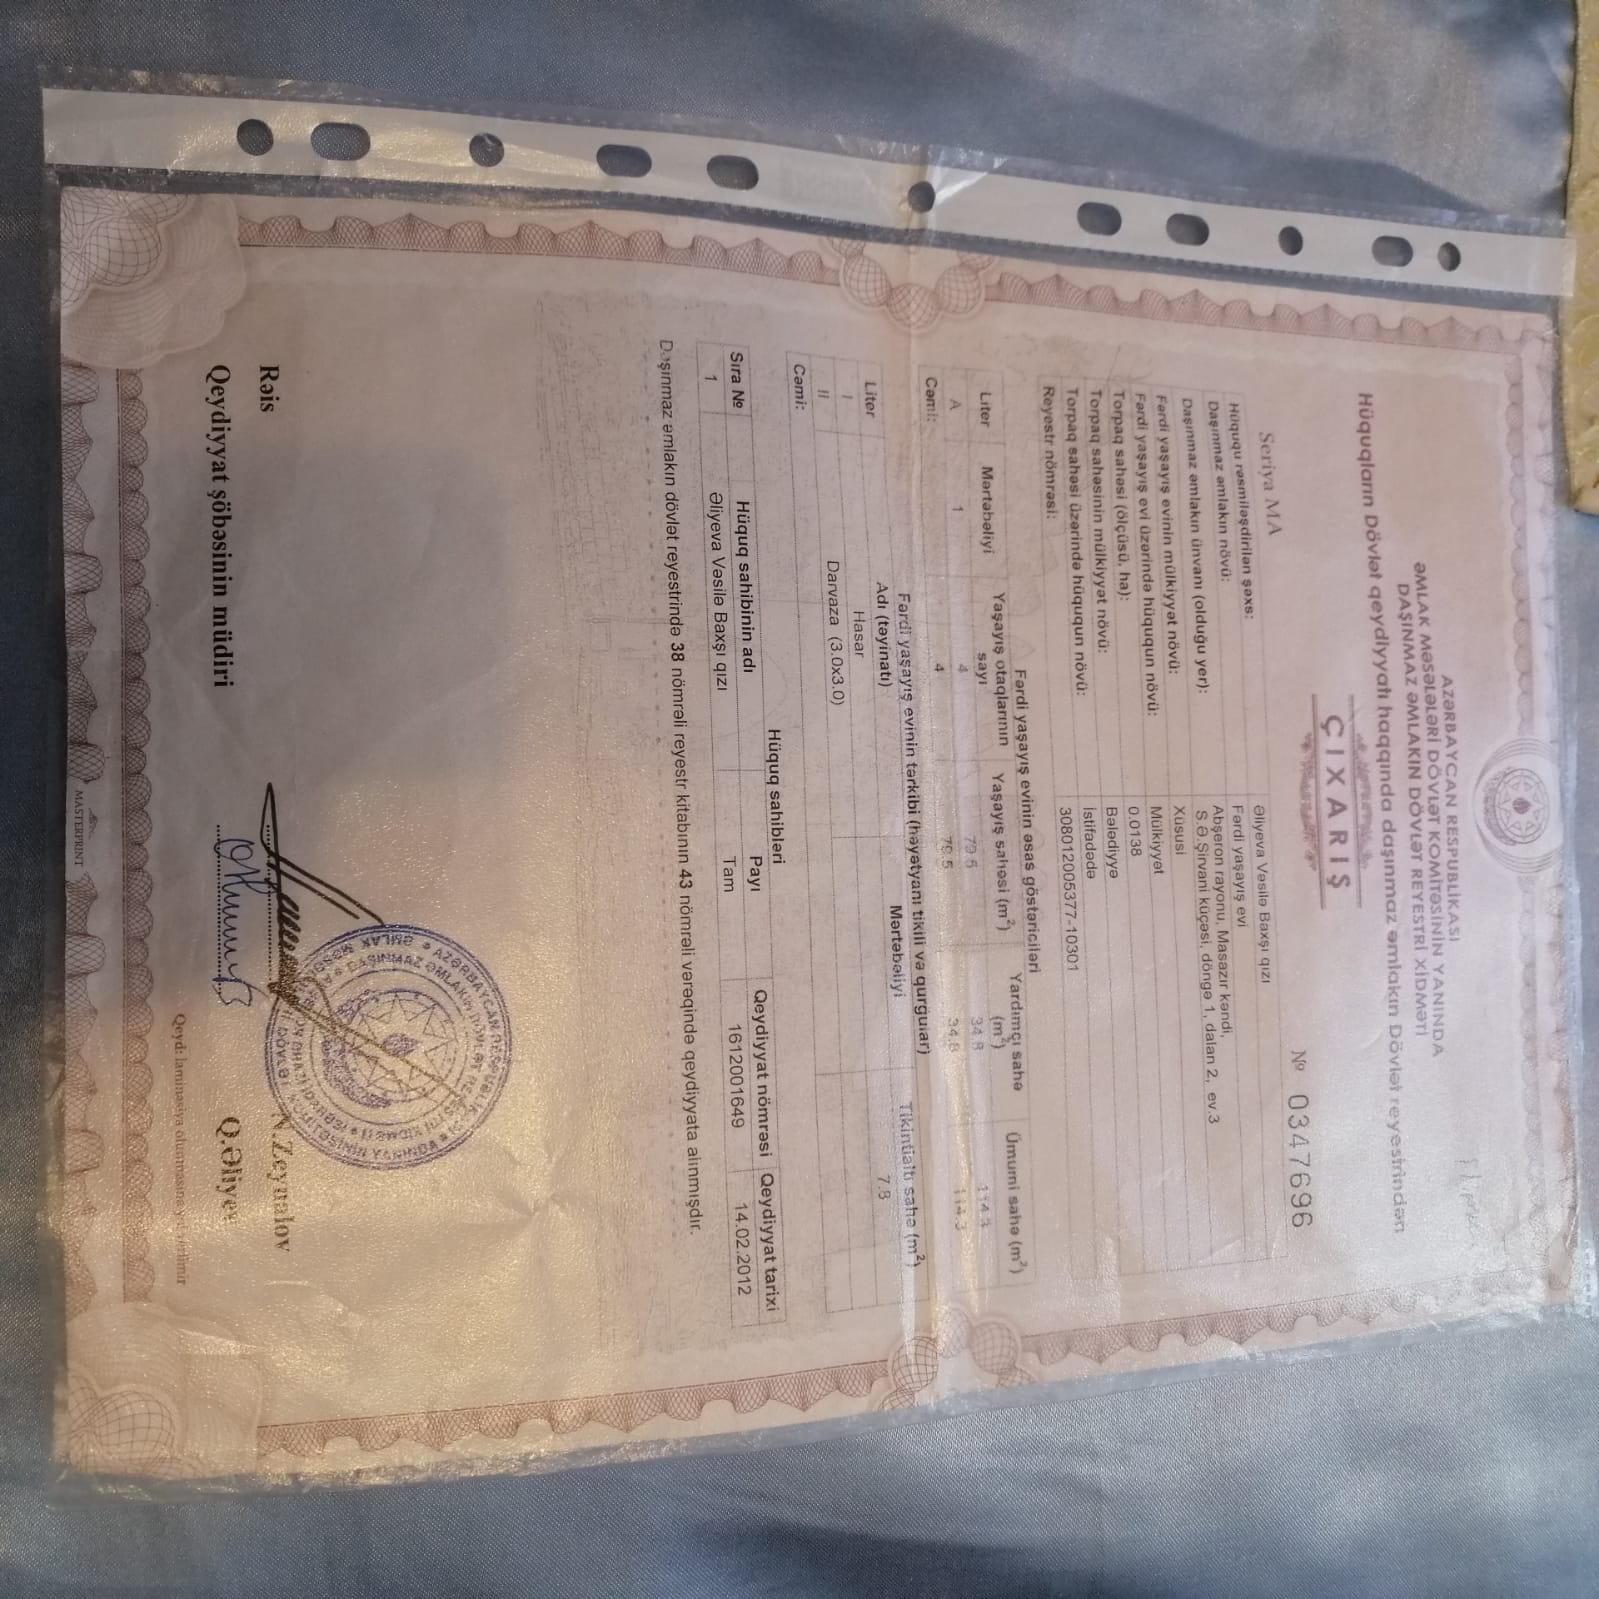 AZƏRBAYCAN RESPUBLİKASI
ƏMLAK MƏSƏLƏLƏRİ DÖVLƏT KOMİTƏSİNİN YANINDA
DAŞINMAZ ƏMLAKIN DÖVLƏT REYESTRİ XİDMƏTİ
Hüquqların Dövlət qeydiyyatı haqqında daşınmaz əmlakın Dövlət reyestrindən
ÇIXARIŞ
Seriya MA № 0347696
Hüququ rəsmiləşdirilən şəxs: Əliyeva Vəsilə Baxşı qızı
Daşınmaz əmlakın növü: Fərdi yaşayış evi
Daşınmaz əmlakın ünvanı (olduğu yer): Abşeron rayonu, Masazır kəndi,
S.Ə.Şirvani küçəsi, döngə 1, dalan 2, ev.3
Fərdi yaşayış evinin mülkiyyət növü: Xüsusi
Fərdi yaşayış evi üzərində hüququn növü: Mülkiyyət
Torpaq sahəsi (ölçüsü, ha): 0.0138
Torpaq sahəsinin mülkiyyət növü: Bələdiyyə
Torpaq sahəsi üzərində hüququn növü: İstifadədə
Reyestr nömrəsi: 308012005377-10301
Fərdi yaşayış evinin əsas göstəriciləri
Liter Mərtəbəliyi Yaşayış otaqlarının sayı Yaşayış sahəsi (m²) Yardımçı sahə (m²) Ümumi sahə (m²)
A 1 4 79.5 34.8 114.3
Cəmi: 4 79.5 34.8 114.3
Fərdi yaşayış evinin tərkibi (həyətyanı tikili və qurğular)
Liter Adı (təyinatı) Mərtəbəliyi Tikintüaltı sahə (m²)
I Hasar 7.8
II Darvaza (3.0x3.0)
Cəmi:
Hüquq sahibləri
Sıra № Hüquq sahibinin adı Payı Qeydiyyat nömrəsi Qeydiyyat tarixi
1 Əliyeva Vəsilə Baxşı qızı Tam 1612001649 14.02.2012
Daşınmaz əmlakın dövlət reyestrində 38 nömrəli reyestr kitabının 43 nömrəli vərəqində qeydiyyata alınmışdır.
Rəis N.Zeynalov
Qeydiyyat şöbəsinin müdiri Q.Əliyev
Qeyd: laminasiya olunmasına yol verilmir
MASTERPRINT